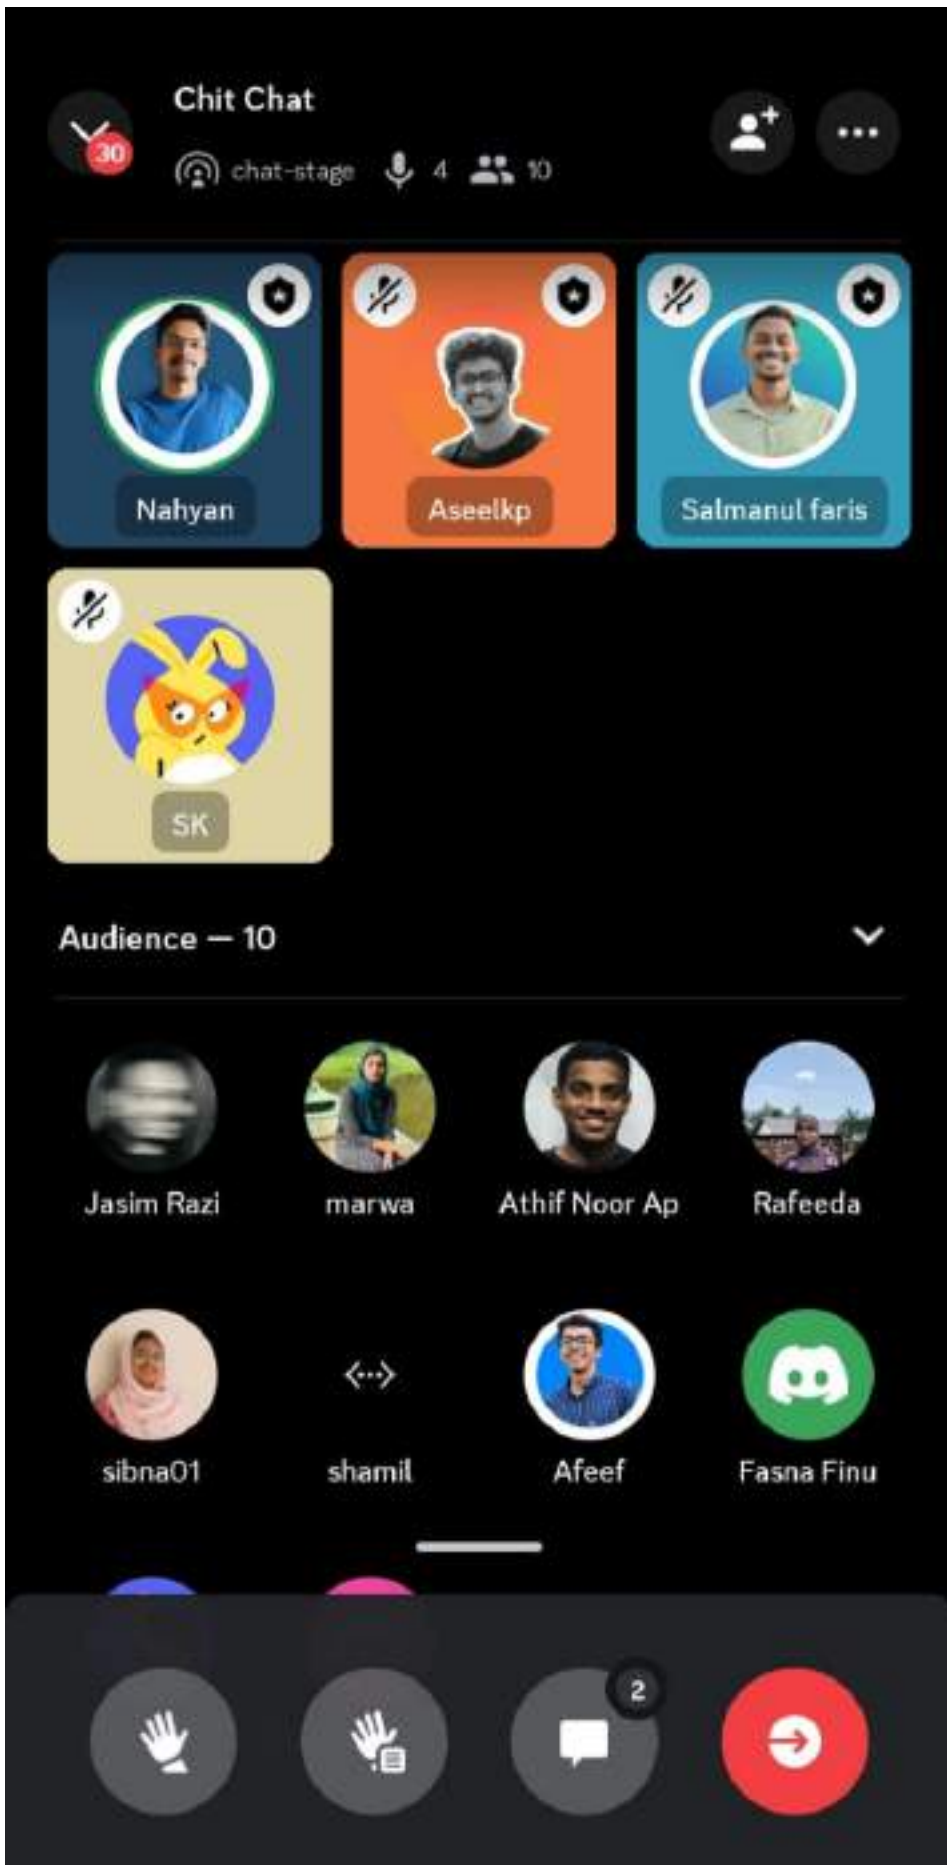 Chit Chat
30
chat-stage 4 10
Nahyan Aseelkp Salmanul faris
SK
Audience — 10
Jasim Razi marwa Athif Noor Ap Rafeeda
sibna01 shamil Afeef Fasna Finu
2